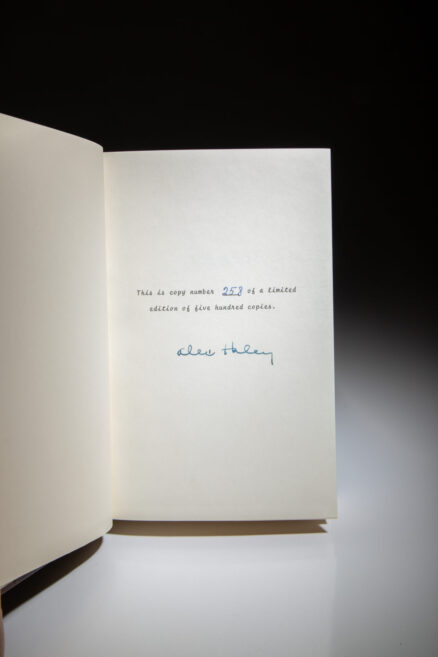 This is copy number 258 of a limited
edition of five hundred copies.
Alex Haley